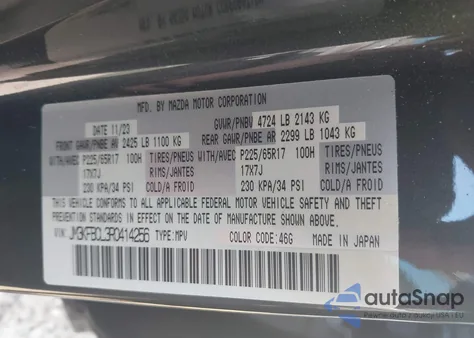 MFD. BY MAZDA MOTOR CORPORATION
DATE 11/23 GVWR/PNBV 4724 LB 2143 KG
FRONT GAWR/PNBE AV 2425 LB 1100 KG REAR GAWR/PNBE AR 2299 LB 1043 KG
WITH/AVEC P225/65R17 100H TIRES/PNEUS WITH/AVEC P225/65R17 100H TIRES/PNEUS
17X7J RIMS/JANTES 17X7J RIMS/JANTES
230 KPA/34 PSI COLD/A FROID 230 KPA/34 PSI COLD/A FROID
THIS VEHICLE CONFORMS TO ALL APPLICABLE FEDERAL MOTOR VEHICLE SAFETY AND
THEFT PREVENTION STANDARDS IN EFFECT ON THE DATE OF MANUFACTURE SHOWN ABOVE.
VIN: JM3KFBCL3R0414256 TYPE:MPV COLOR CODE:46G MADE IN JAPAN
autaSnap